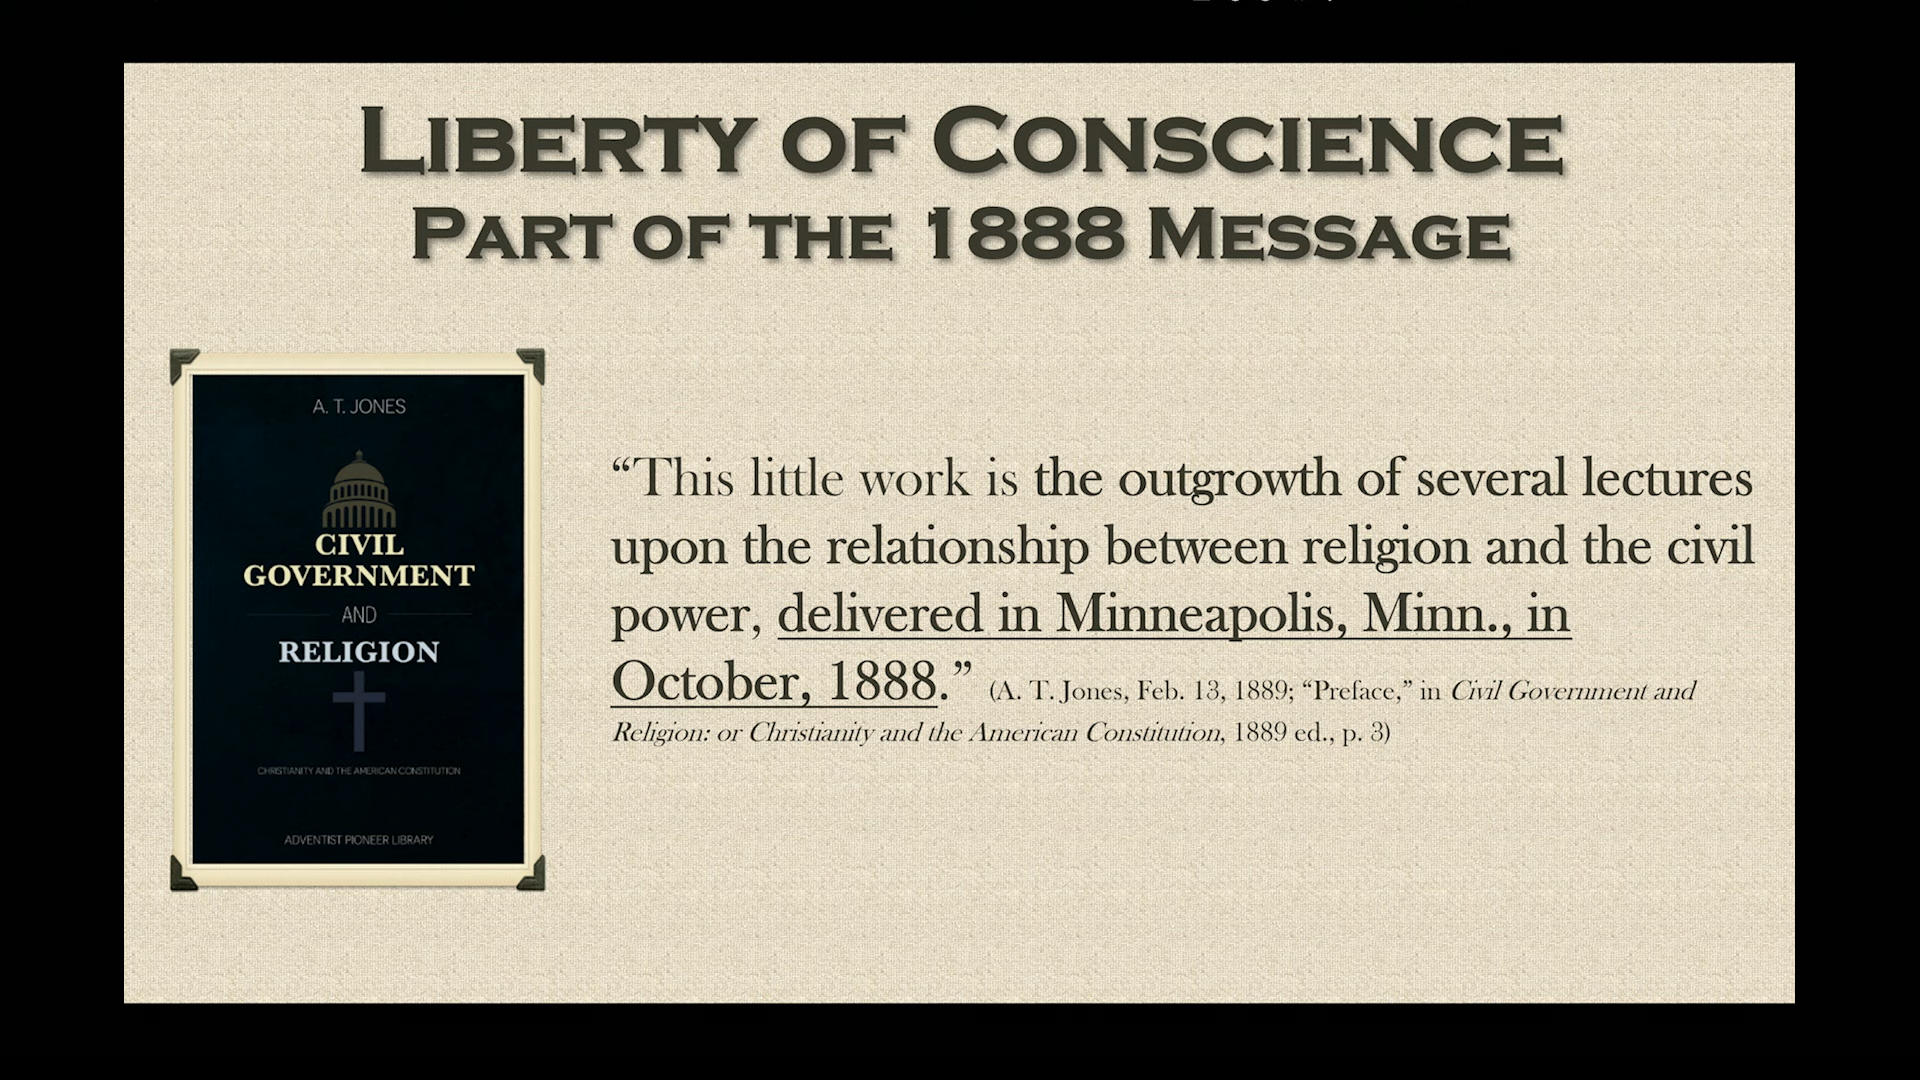 LIBERTY OF CONSCIENCE
PART OF THE 1888 MESSAGE
A. T. JONES
CIVIL
GOVERNMENT
AND
RELIGION
CHRISTIANITY AND THE AMERICAN CONSTITUTION
ADVENTIST PIONEER LIBRARY
“This little work is the outgrowth of several lectures
upon the relationship between religion and the civil
power, delivered in Minneapolis, Minn., in
October, 1888.” (A. T. Jones, Feb. 13, 1889; “Preface,” in Civil Government and
Religion: or Christianity and the American Constitution, 1889 ed., p. 3)